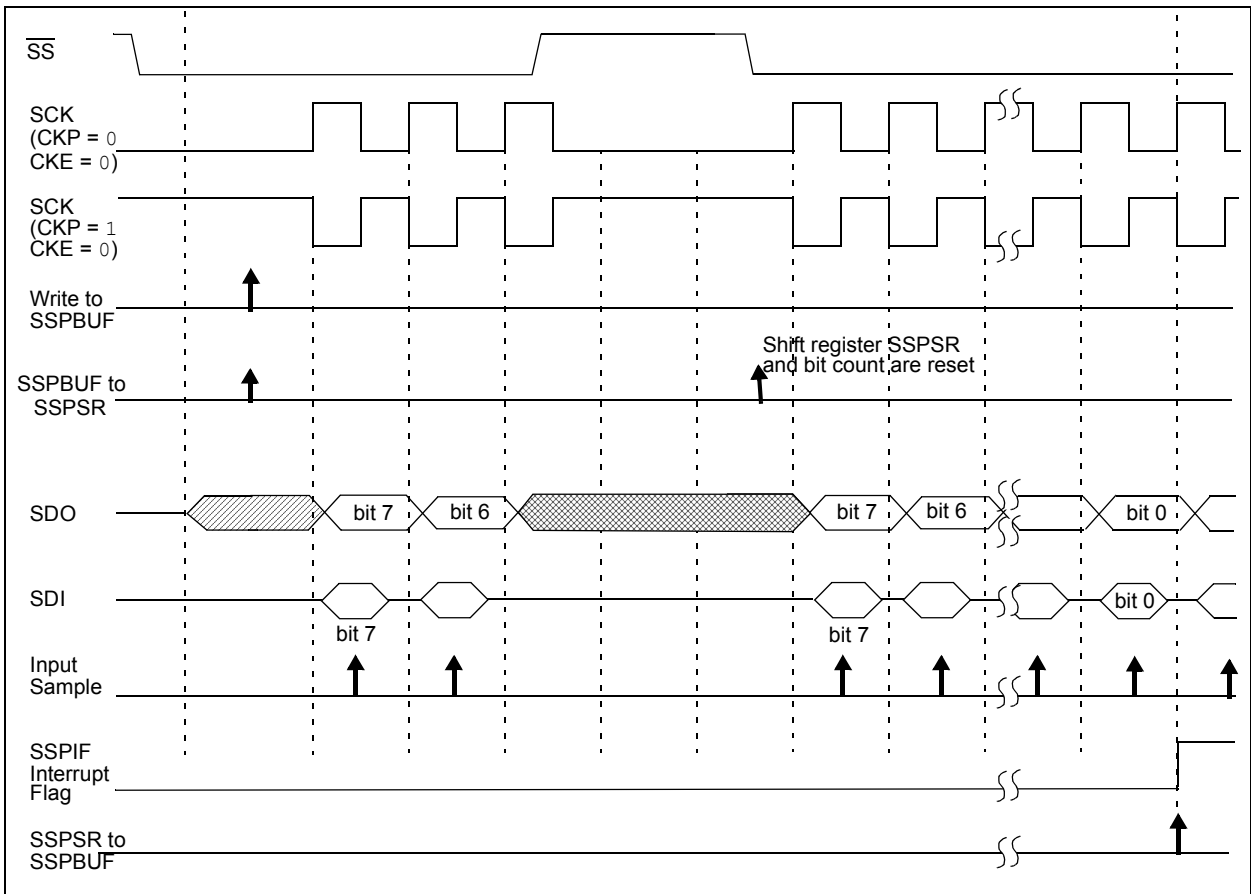 SS
SCK
(CKP = 0
CKE = 0)
SCK
(CKP = 1
CKE = 0)
Write to
SSPBUF
Shift register SSPSR
and bit count are reset
SSPBUF to
SSPSR
SDO
bit 7
bit 6
bit 7
bit 6
bit 0
SDI
bit 0
bit 7
bit 7
Input
Sample
SSPIF
Interrupt
Flag
SSPSR to
SSPBUF